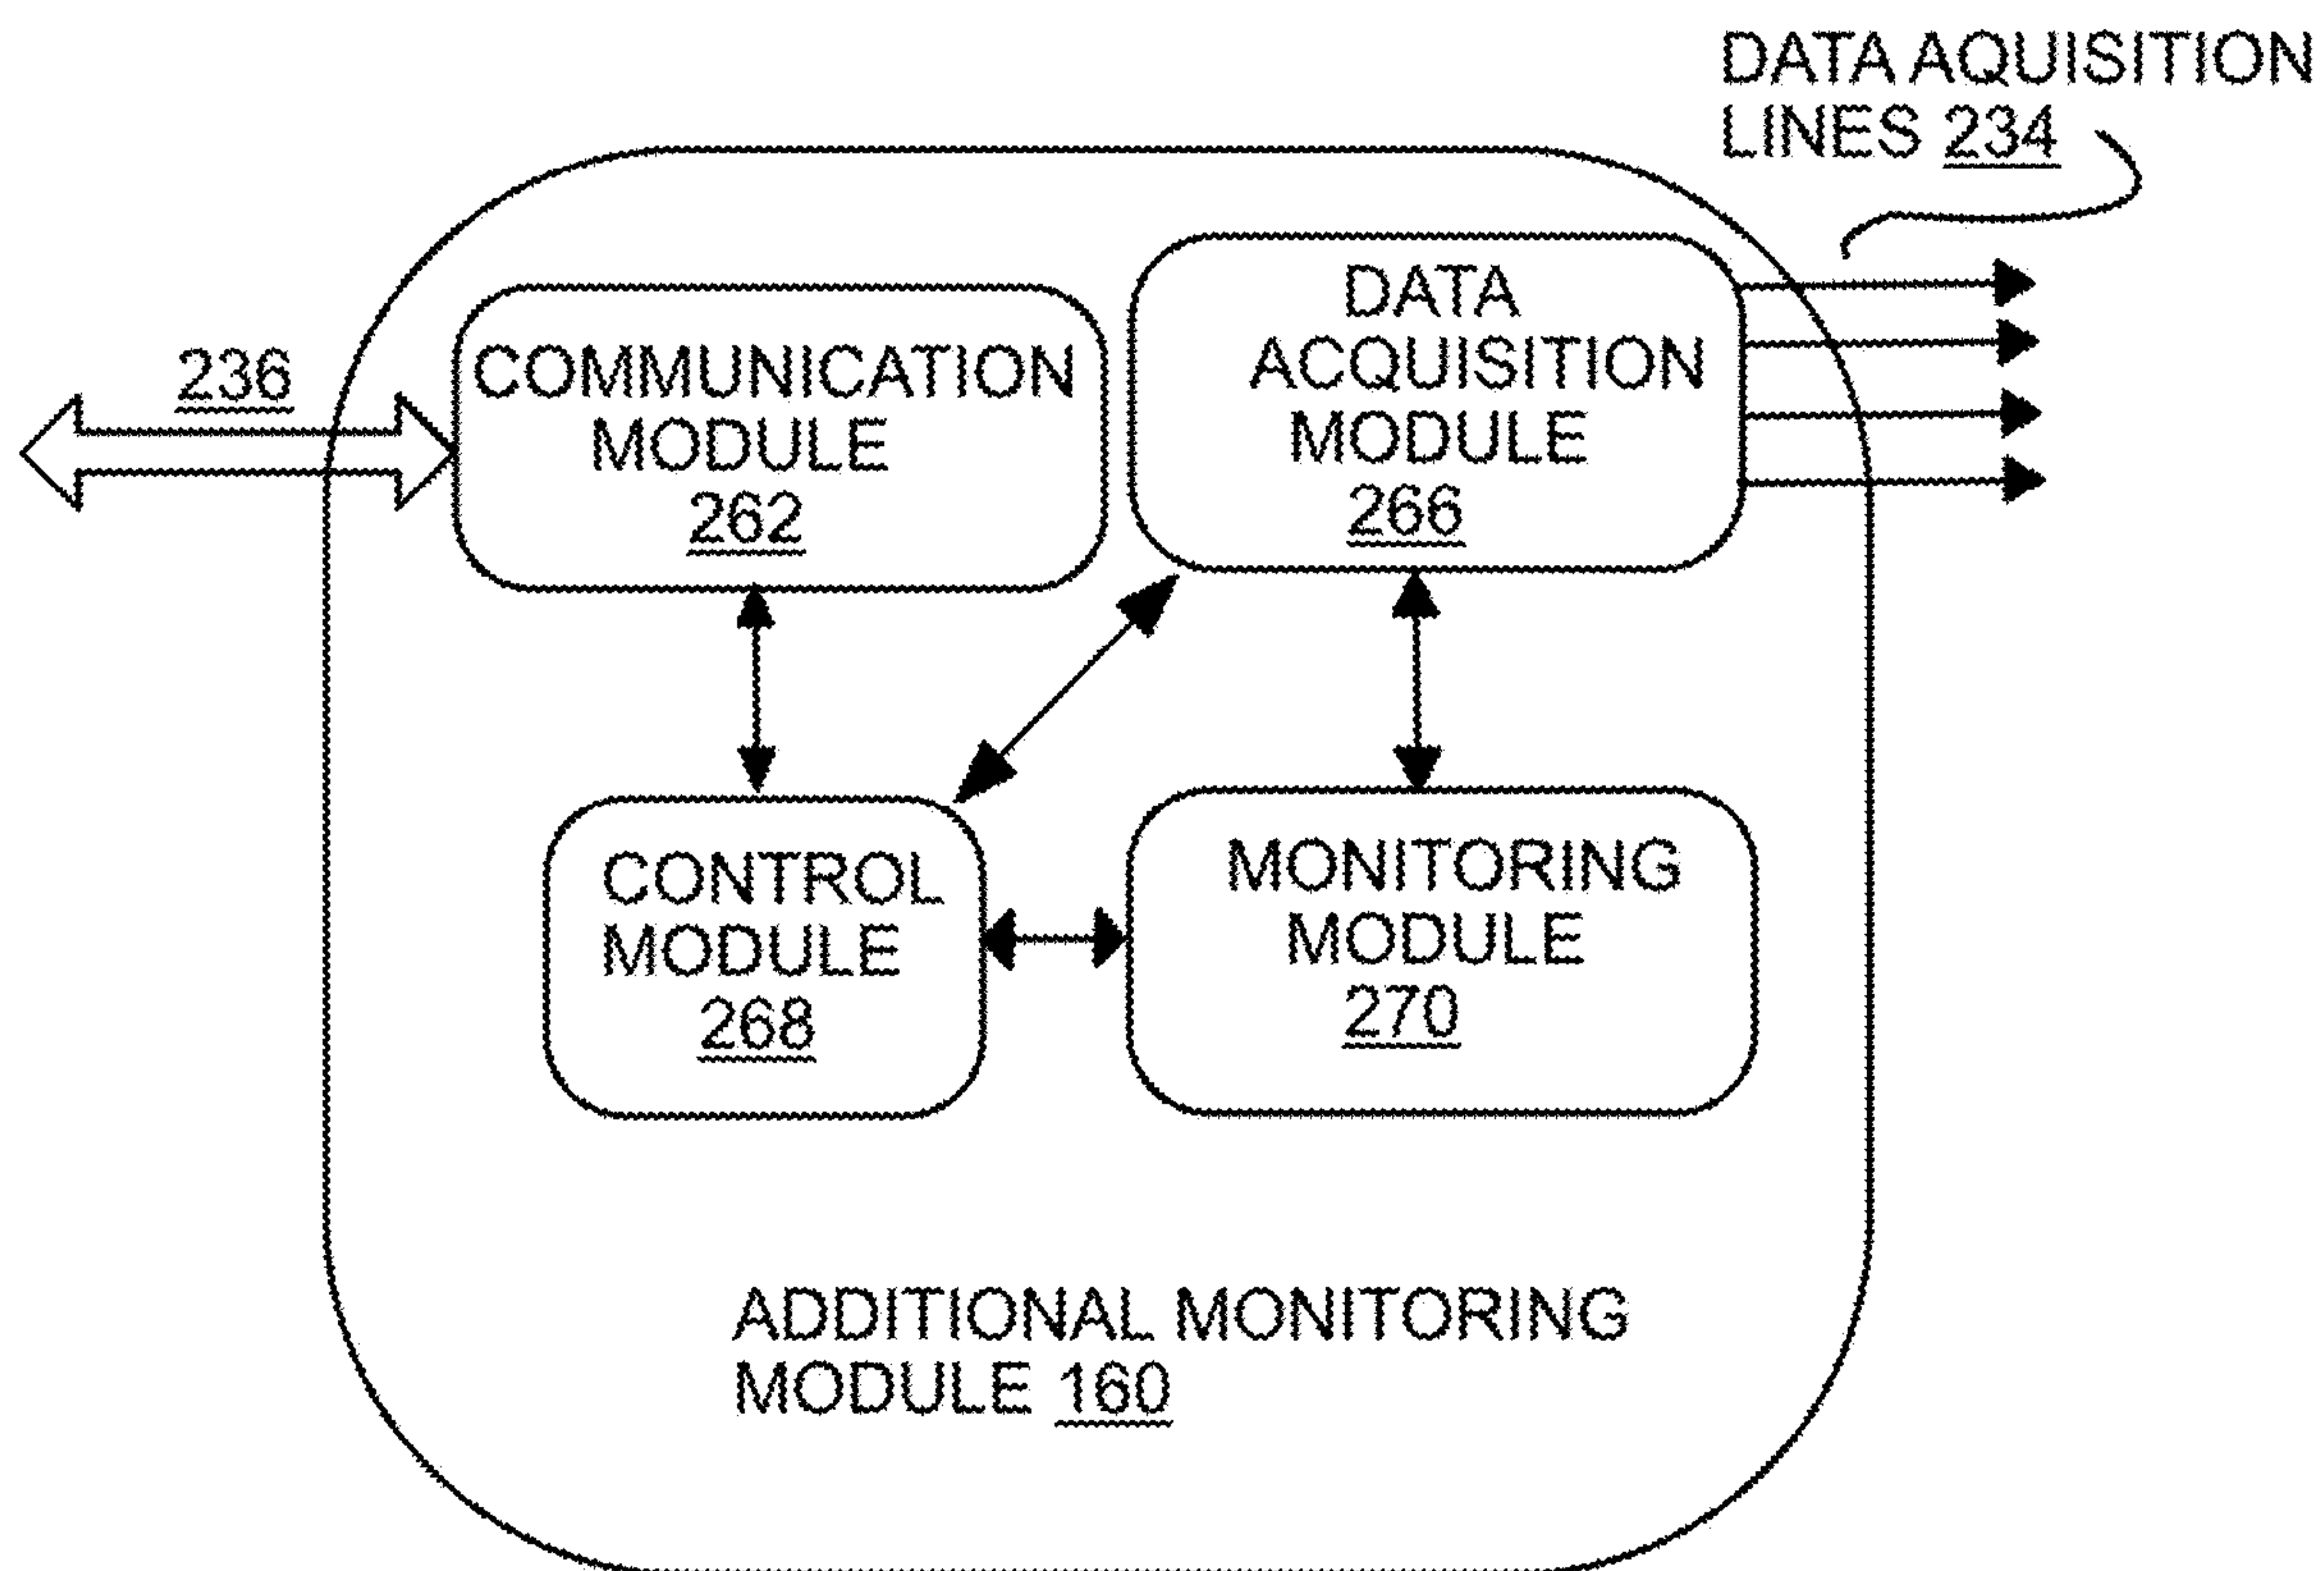 DATA AQUISITION
LINES 234
236
COMMUNICATION
MODULE
262
DATA
ACQUISITION
MODULE
266
CONTROL
MODULE
268
MONITORING
MODULE
270
ADDITIONAL MONITORING
MODULE 160